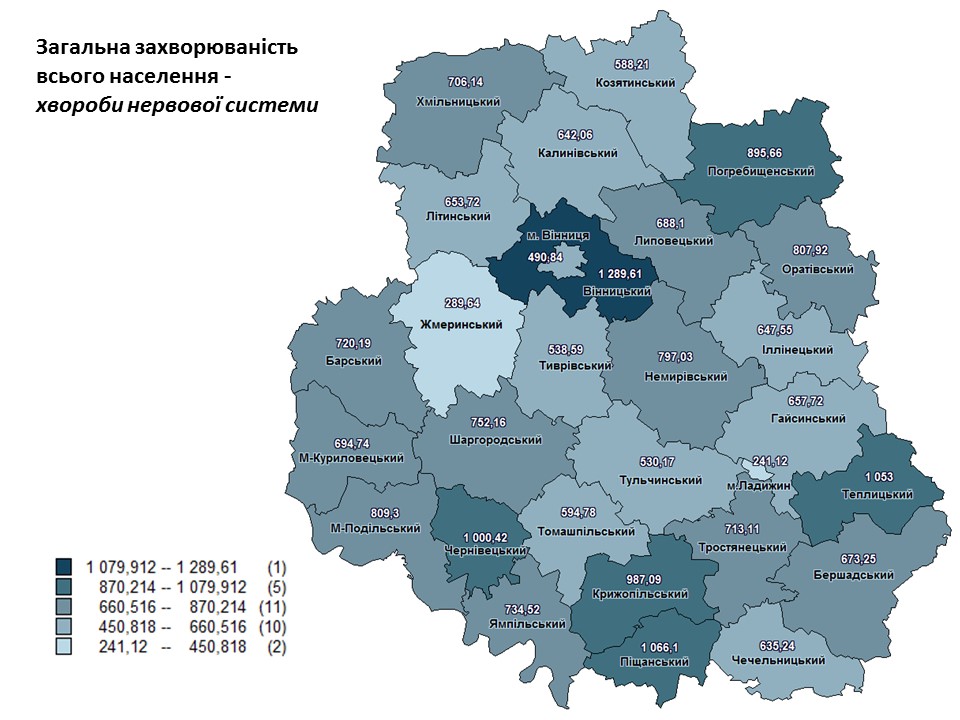 Загальна захворюваність
всього населення -
хвороби нервової системи
588,21
Козятинський
706,14
Хмільницький
642,06
Калинівський
895,66
Погребищенський
653,72
Літинський
м. Вінниця
490,84
1 289,61
Вінницький
688,1
Липовецький
807,92
Оратівський
289,64
Жмеринський
720,19
Барський
538,59
Тиврівський
797,03
Немирівський
647,55
Іллінецький
657,72
Гайсинський
752,16
Шаргородський
694,74
М-Куриловецький
530,17
Тульчинський
241,12
м.Ладижин
1 053
Теплицький
809,3
М-Подільський
1 000,42
Чернівецький
594,78
Томашпільський
713,11
Тростянецький
673,25
Бершадський
987,09
Крижопільський
734,52
Ямпільський
1 066,1
Піщанський
635,24
Чечельницький
1 079,912 -- 1 289,61 (1)
870,214 -- 1 079,912 (5)
660,516 -- 870,214 (11)
450,818 -- 660,516 (10)
241,12 -- 450,818 (2)